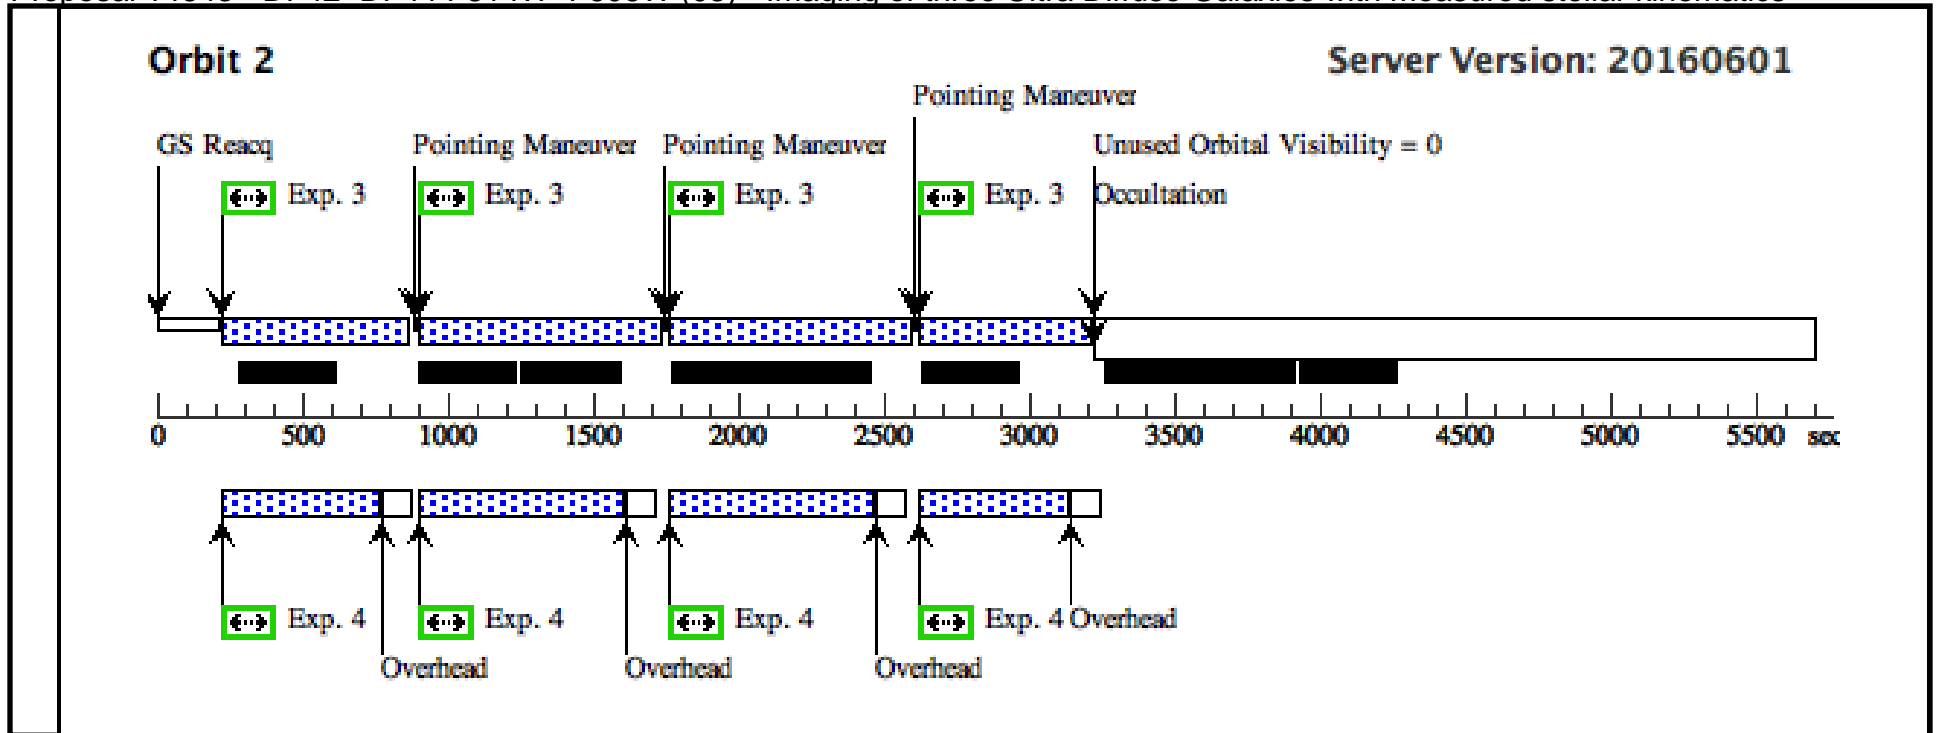 Orbit 2
Server Version: 20160601
Pointing Maneuver
GS Reacq
Pointing Maneuver
Pointing Maneuver
Unused Orbital Visibility = 0
Exp. 3
Exp. 3
Exp. 3
Exp. 3
Occultation
0
500
1000
1500
2000
2500
3000
3500
4000
4500
5000
5500
sec
Exp. 4
Exp. 4
Exp. 4
Exp. 4
Overhead
Overhead
Overhead
Overhead